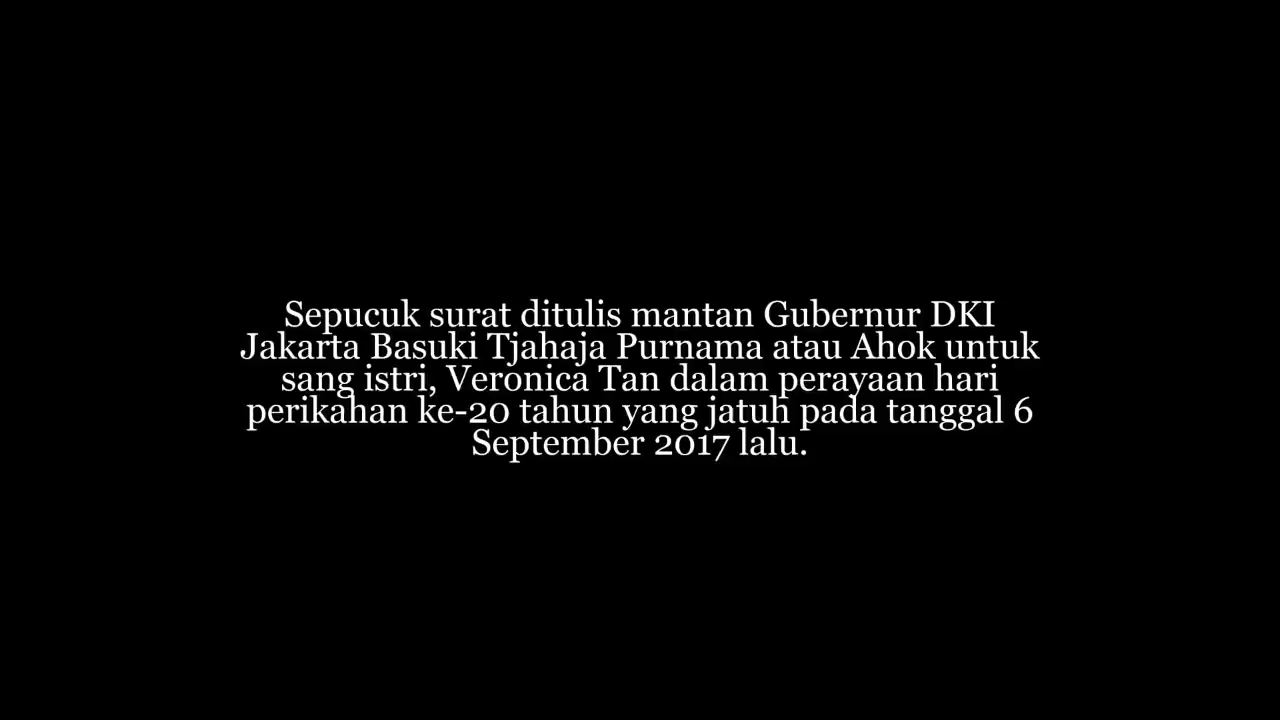 Sepucuk surat ditulis mantan Gubernur DKI
Jakarta Basuki Tjahaja Purnama atau Ahok untuk
sang istri, Veronica Tan dalam perayaan hari
perikahan ke-20 tahun yang jatuh pada tanggal 6
September 2017 lalu.